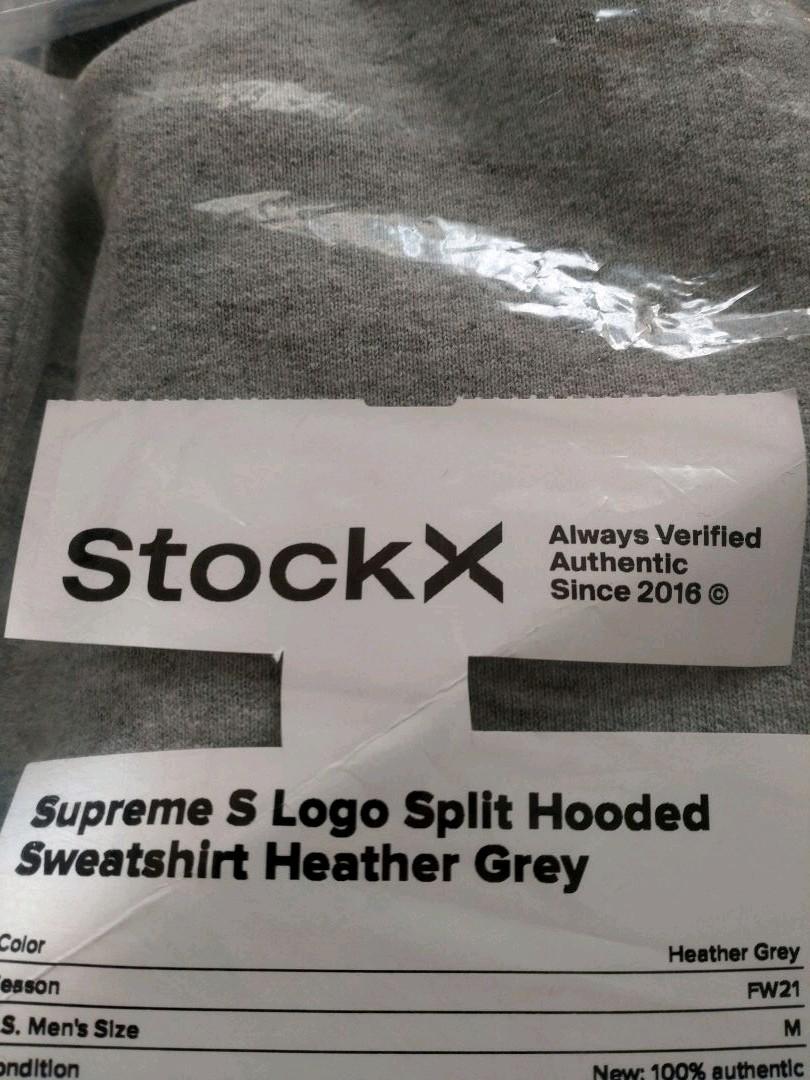 StockX
Always Verified
Authentic
Since 2016 ©
Supreme S Logo Split Hooded
Sweatshirt Heather Grey
Color Heather Grey
eason FW21
S. Men's Size M
ondition New: 100% authentic